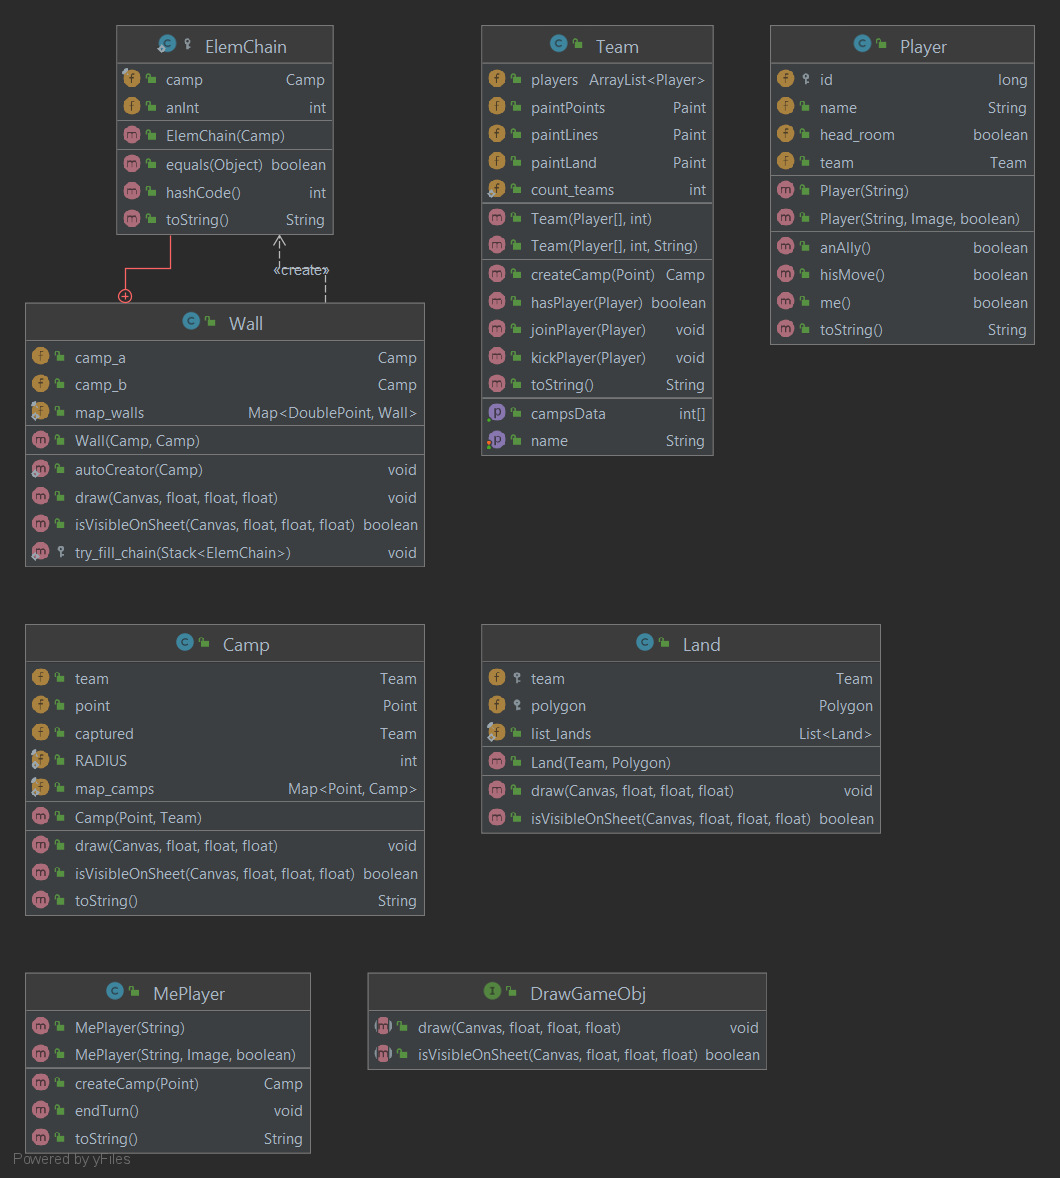 ElemChain
camp Camp
anInt int
ElemChain(Camp)
equals(Object) boolean
hashCode() int
toString() String
«create»
Wall
camp_a Camp
camp_b Camp
map_walls Map<DoublePoint, Wall>
Wall(Camp, Camp)
autoCreator(Camp) void
draw(Canvas, float, float, float) void
isVisibleOnSheet(Canvas, float, float, float) boolean
try_fill_chain(Stack<ElemChain>) void
Team
players ArrayList<Player>
paintPoints Paint
paintLines Paint
paintLand Paint
count_teams int
Team(Player[], int)
Team(Player[], int, String)
createCamp(Point) Camp
hasPlayer(Player) boolean
joinPlayer(Player) void
kickPlayer(Player) void
toString() String
campsData int[]
name String
Player
id long
name String
head_room boolean
team Team
Player(String)
Player(String, Image, boolean)
anAlly() boolean
hisMove() boolean
me() boolean
toString() String
Camp
team Team
point Point
captured Team
RADIUS int
map_camps Map<Point, Camp>
Camp(Point, Team)
draw(Canvas, float, float, float) void
isVisibleOnSheet(Canvas, float, float, float) boolean
toString() String
Land
team Team
polygon Polygon
list_lands List<Land>
Land(Team, Polygon)
draw(Canvas, float, float, float) void
isVisibleOnSheet(Canvas, float, float, float) boolean
MePlayer
MePlayer(String)
MePlayer(String, Image, boolean)
createCamp(Point) Camp
endTurn() void
toString() String
DrawGameObj
draw(Canvas, float, float, float) void
isVisibleOnSheet(Canvas, float, float, float) boolean
Powered by yFiles